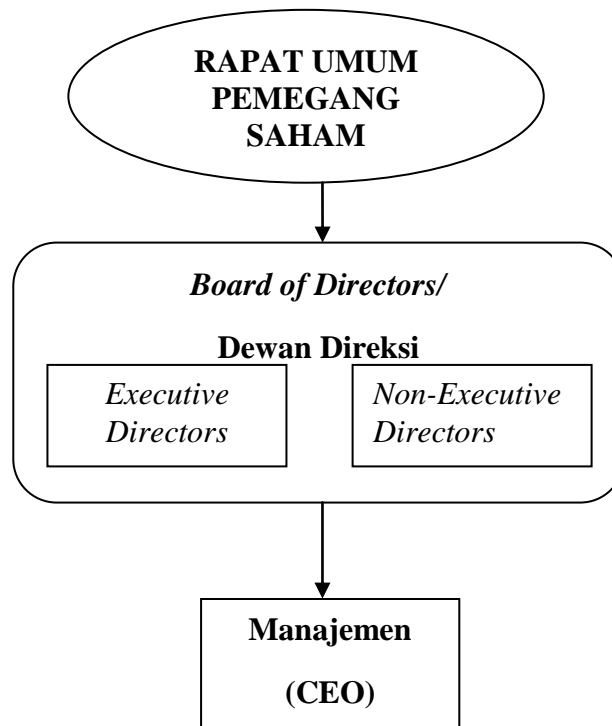 RAPAT UMUM
PEMEGANG
SAHAM
Board of Directors/
Dewan Direksi
Executive
Directors
Non-Executive
Directors
Manajemen
(CEO)